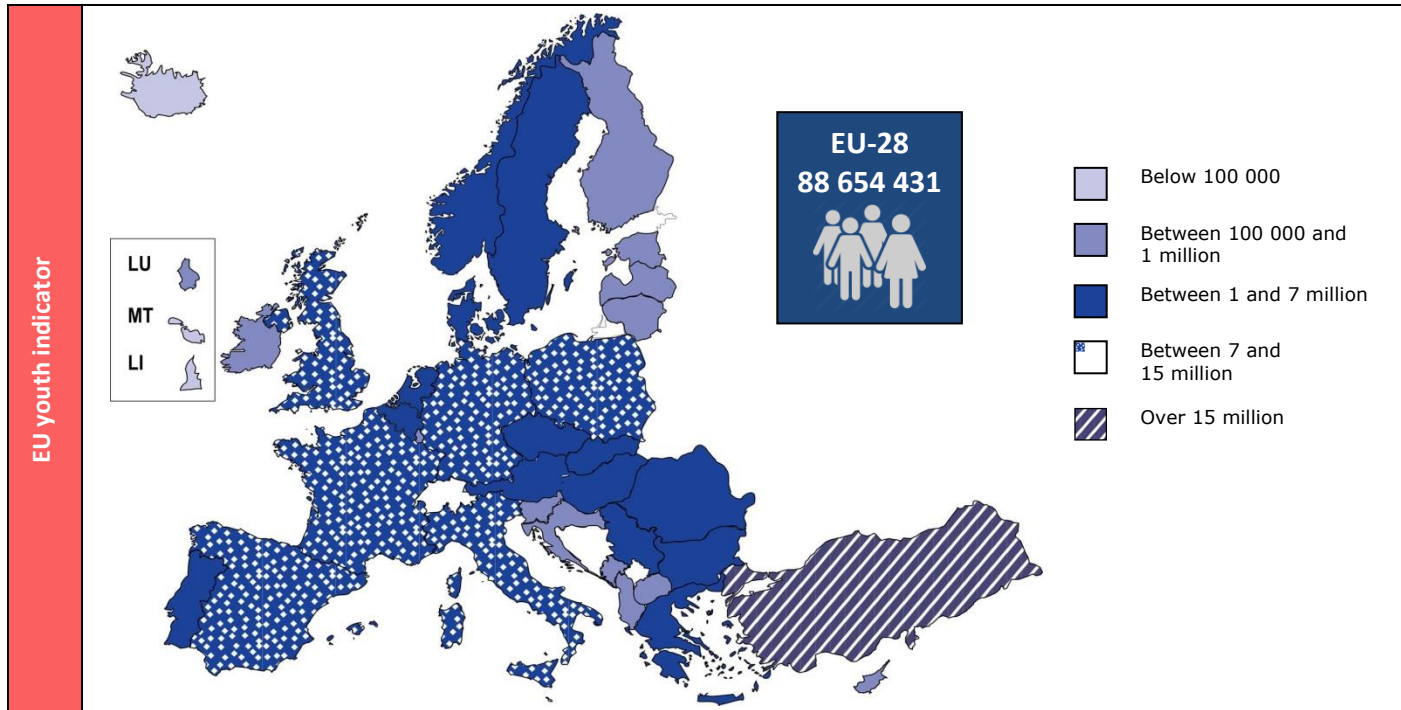 EU youth indicator
EU-28
88 654 431
LU
MT
LI
Below 100 000
Between 100 000 and
1 million
Between 1 and 7 million
Between 7 and
15 million
Over 15 million